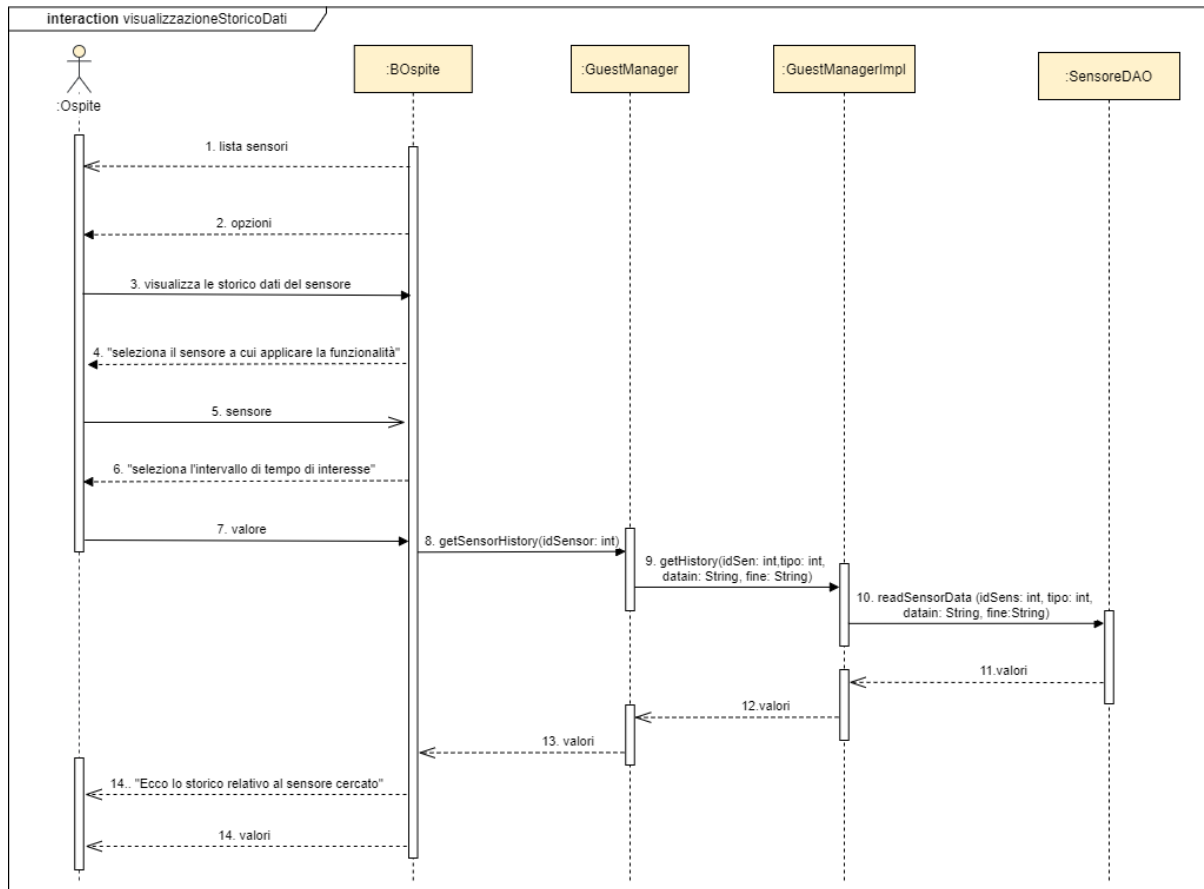 interaction visualizzazioneStoricoDati
:Ospite
:BOspite
:GuestManager
:GuestManagerImpl
:SensoreDAO
1. lista sensori
2. opzioni
3. visualizza le storico dati del sensore
4. "seleziona il sensore a cui applicare la funzionalità"
5. sensore
6. "seleziona l'intervallo di tempo di interesse"
7. valore
8. getSensorHistory(idSensor: int)
9. getHistory(idSen: int,tipo: int,
datain: String, fine: String)
10. readSensorData (idSens: int, tipo: int,
datain: String, fine:String)
11.valori
12.valori
13. valori
14.. "Ecco lo storico relativo al sensore cercato"
14. valori